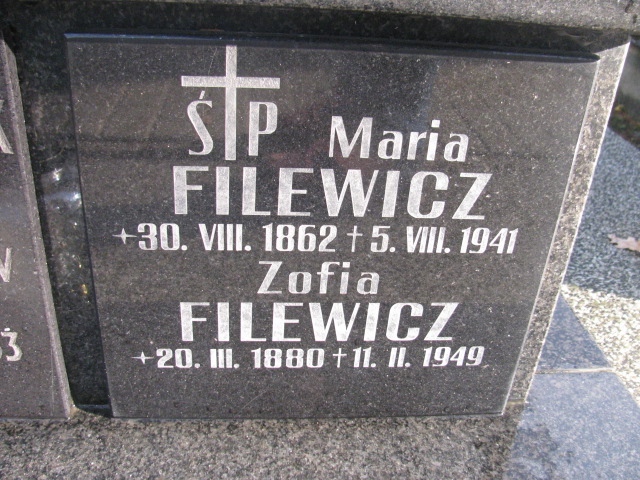 ŚP Maria
FILEWICZ
+30. VIII. 1862 † 5. VIII. 1941
Zofia
FILEWICZ
+20. III. 1880 † 11. II. 1949